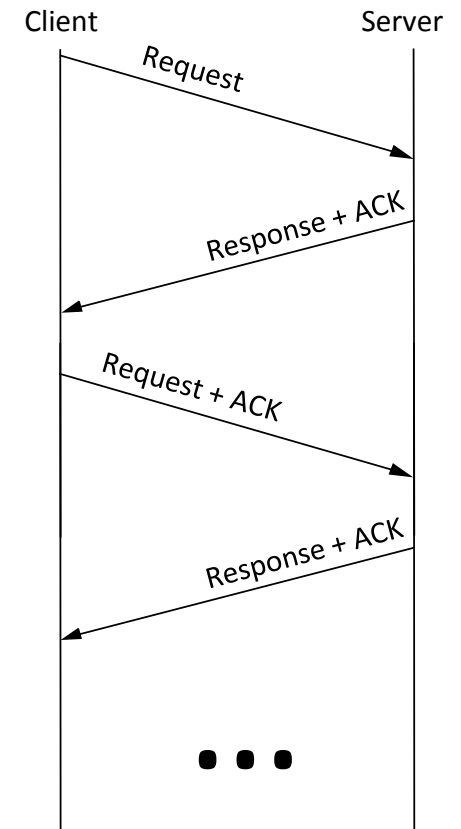 Client
Server
Request
Response + ACK
Request + ACK
Response + ACK